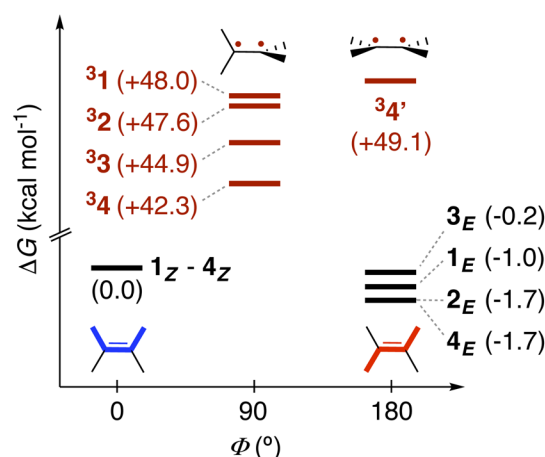 ³1 (+48.0)
³2 (+47.6)
³3 (+44.9)
³4 (+42.3)
³4'
(+49.1)
ΔG (kcal mol⁻¹)
1Z - 4Z
(0.0)
3E (-0.2)
1E (-1.0)
2E (-1.7)
4E (-1.7)
0
90
180
Φ (º)